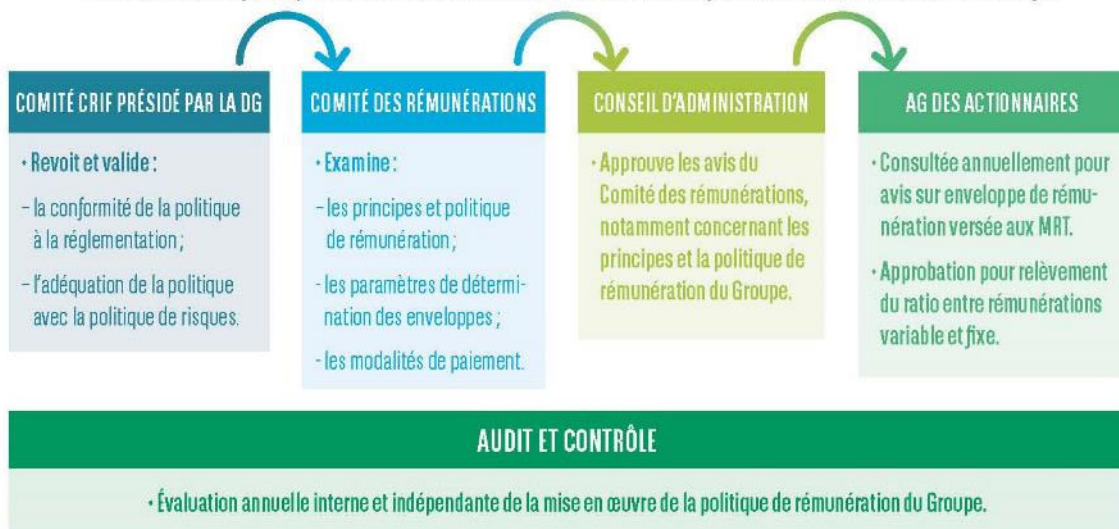 COMITÉ CRIF PRÉSIDÉ PAR LA DG
• Revoit et valide :
– la conformité de la politique
à la réglementation ;
– l'adéquation de la politique
avec la politique de risques.
COMITÉ DES RÉMUNÉRATIONS
• Examine :
– les principes et politique
de rémunération ;
- les paramètres de détermi-
nation des enveloppes ;
- les modalités de paiement.
CONSEIL D'ADMINISTRATION
• Approuve les avis du
Comité des rémunérations,
notamment concernant les
principes et la politique de
rémunération du Groupe.
AG DES ACTIONNAIRES
• Consultée annuellement pour
avis sur enveloppe de rému-
nération versée aux MRT.
• Approbation pour relèvement
du ratio entre rémunérations
variable et fixe.
AUDIT ET CONTRÔLE
• Évaluation annuelle interne et indépendante de la mise en œuvre de la politique de rémunération du Groupe.